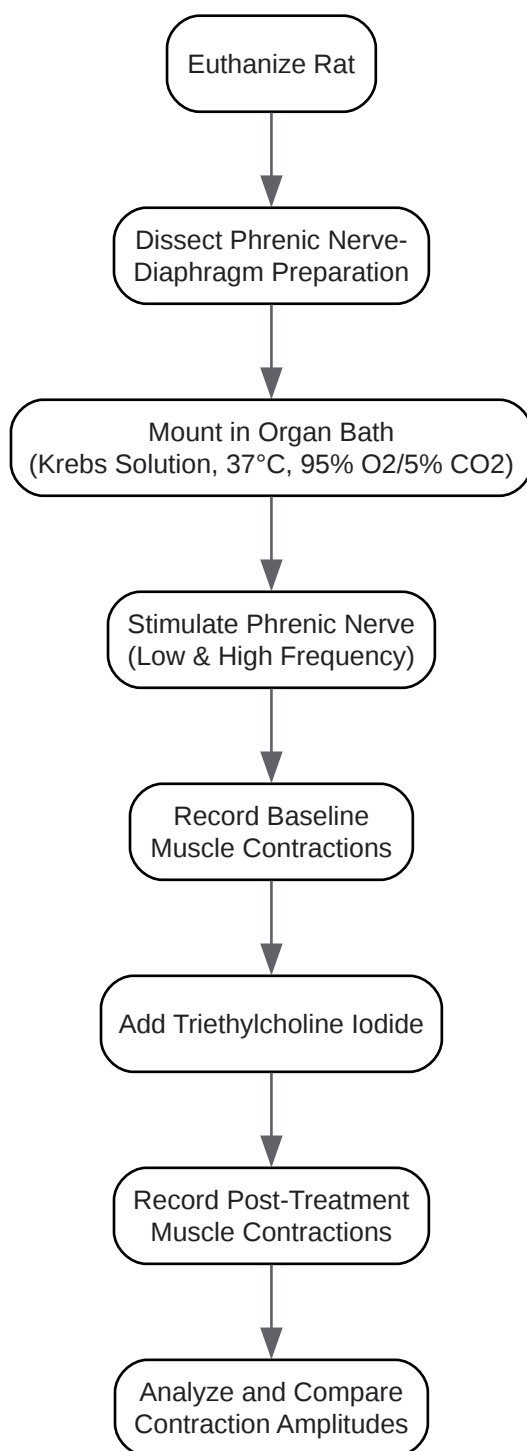 Euthanize Rat
Dissect Phrenic Nerve-
Diaphragm Preparation
Mount in Organ Bath
(Krebs Solution, 37°C, 95% O2/5% CO2)
Stimulate Phrenic Nerve
(Low & High Frequency)
Record Baseline
Muscle Contractions
Add Triethylcholine Iodide
Record Post-Treatment
Muscle Contractions
Analyze and Compare
Contraction Amplitudes